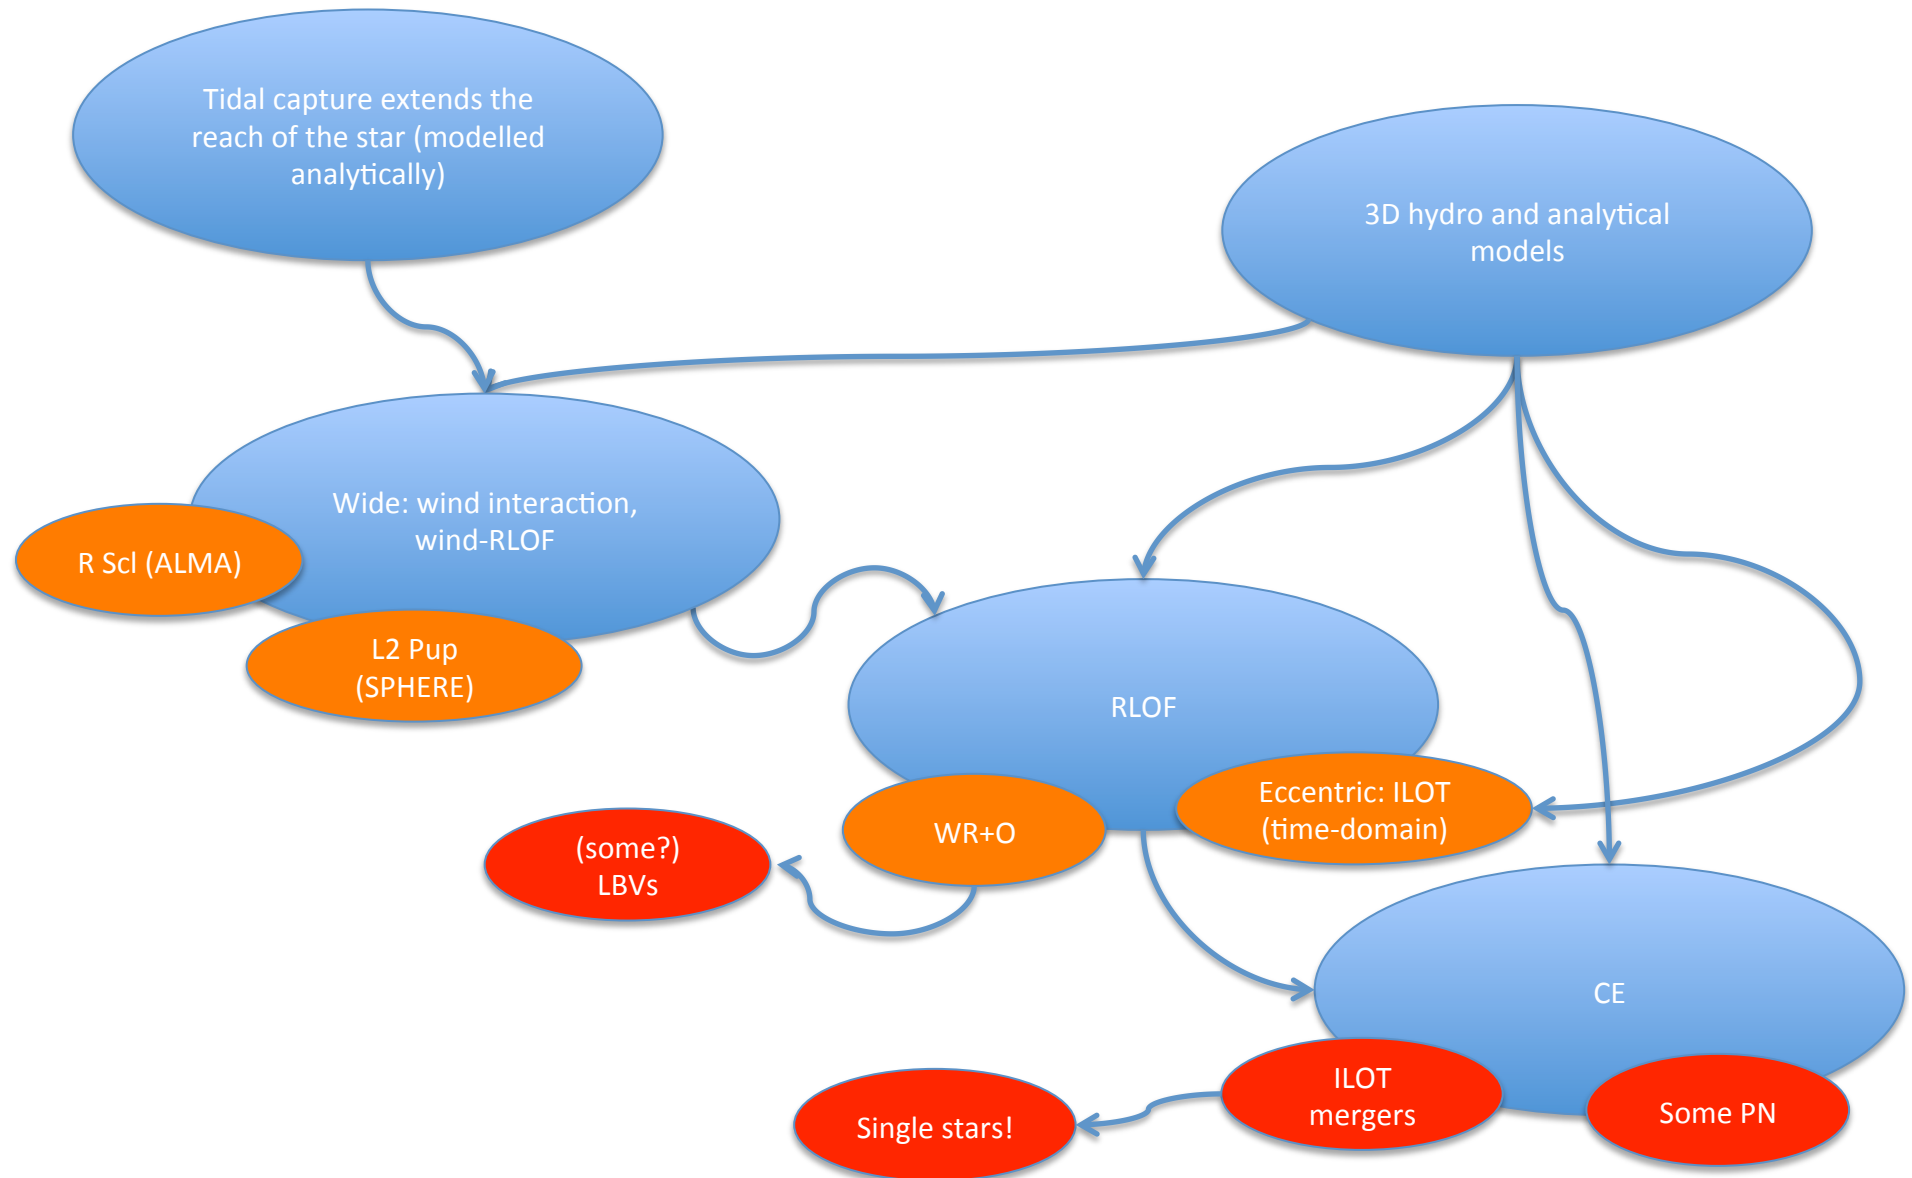 Tidal capture extends the
reach of the star (modelled
analytically)
3D hydro and analytical
models
Wide: wind interaction,
wind-RLOF
R Scl (ALMA)
L2 Pup
(SPHERE)
RLOF
Eccentric: ILOT
(time-domain)
WR+O
(some?)
LBVs
CE
ILOT
mergers
Some PN
Single stars!